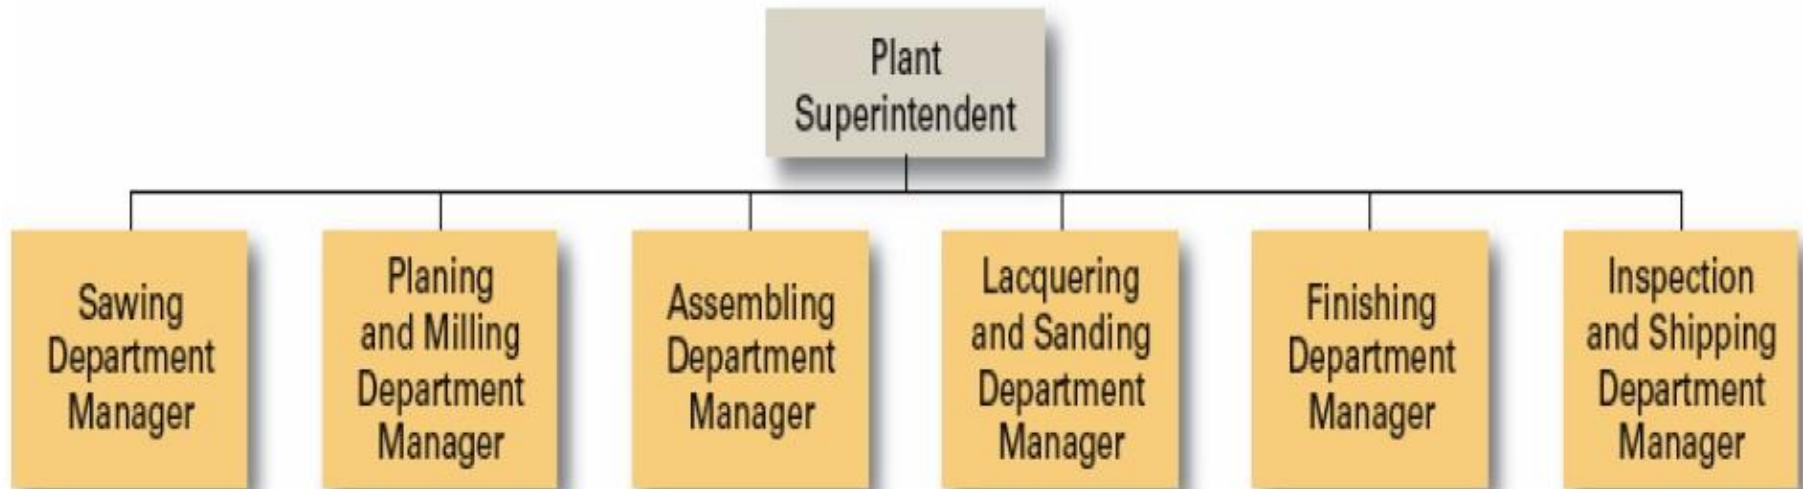 Plant
Superintendent
Sawing
Department
Manager
Planing
and Milling
Department
Manager
Assembling
Department
Manager
Lacquering
and Sanding
Department
Manager
Finishing
Department
Manager
Inspection
and Shipping
Department
Manager